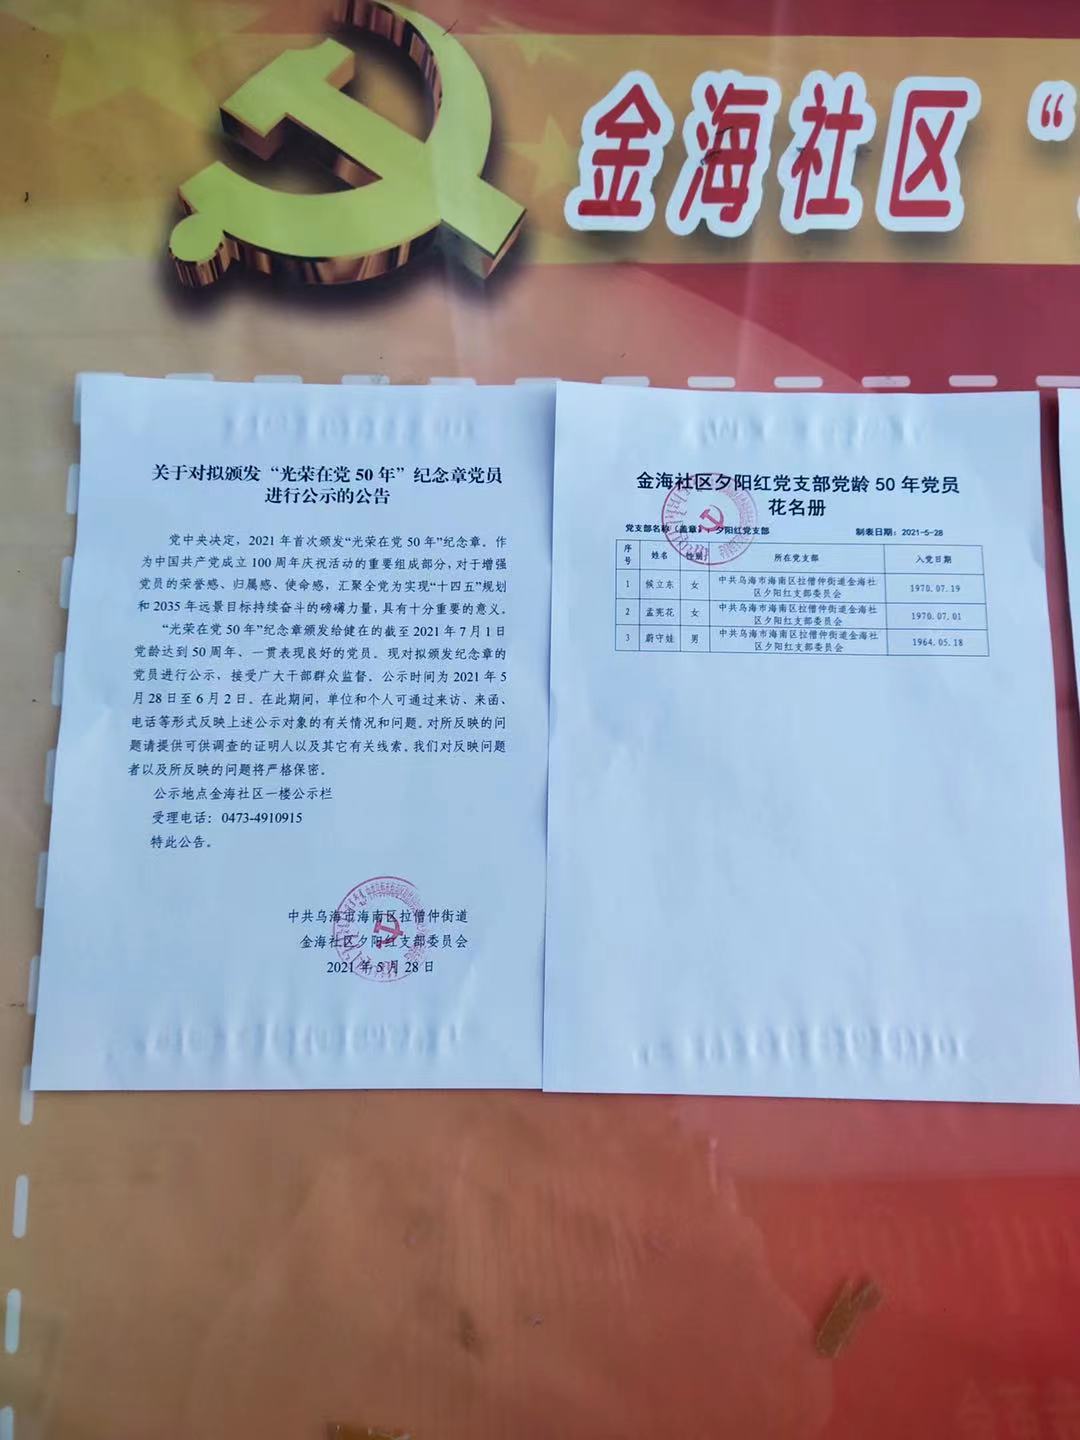 金海社区“
关于对拟颁发“光荣在党50年”纪念章党员
进行公示的公告
党中央决定，2021年首次颁发“光荣在党50年”纪念章。作
为中国共产党成立100周年庆祝活动的重要组成部分，对于增强
党员的荣誉感、归属感、使命感，汇聚全党为实现“十四五”规划
和2035年远景目标持续奋斗的磅礴力量，具有十分重要的意义。
“光荣在党50年”纪念章颁发给健在的截至2021年7月1日
党龄达到50周年、一贯表现良好的党员。现对拟颁发纪念章的
党员进行公示，接受广大干部群众监督。公示时间为2021年5
月28日至6月2日。在此期间，单位和个人可通过来访、来函、
电话等形式反映上述公示对象的有关情况和问题。对所反映的问
题请提供可供调查的证明人以及其它有关线索。我们对反映问题
者以及所反映的问题将严格保密。
公示地点金海社区一楼公示栏
受理电话：0473-4910915
特此公告。
中共乌海市海南区拉僧仲街道
金海社区夕阳红支部委员会
2021年5月28日
金海社区夕阳红党支部党龄50年党员
花名册
党支部名称（盖章） 夕阳红党支部 制表日期：2021-5-28
序号 姓名 性别 所在党支部 入党日期
1 候立东 女 中共乌海市海南区拉僧仲街道金海社 1970.07.19
区夕阳红支部委员会
2 孟宪花 女 中共乌海市海南区拉僧仲街道金海社 1970.07.01
区夕阳红支部委员会
3 蔚守娃 男 中共乌海市海南区拉僧仲街道金海社 1964.05.18
区夕阳红支部委员会